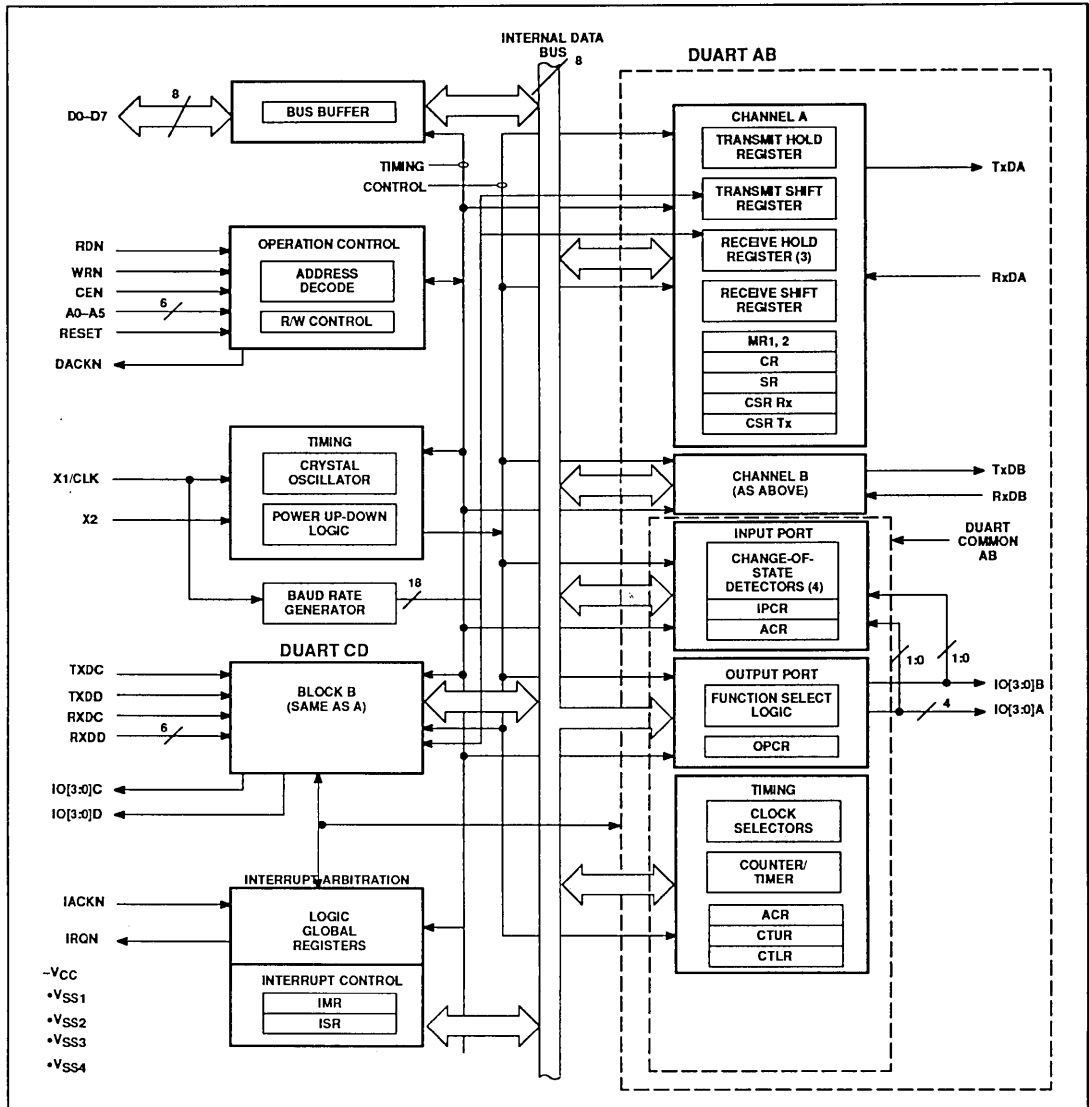 INTERNAL DATA
BUS
8
DUART AB
D0–D7
8
BUS BUFFER
TIMING
CONTROL
CHANNEL A
TRANSMIT HOLD
REGISTER
TRANSMIT SHIFT
REGISTER
RECEIVE HOLD
REGISTER (3)
RECEIVE SHIFT
REGISTER
MR1, 2
CR
SR
CSR Rx
CSR Tx
TxDA
RxDA
RDN
WRN
CEN
A0–A5
6
RESET
DACKN
OPERATION CONTROL
ADDRESS
DECODE
R/W CONTROL
X1/CLK
X2
TIMING
CRYSTAL
OSCILLATOR
POWER UP-DOWN
LOGIC
BAUD RATE
GENERATOR
18
CHANNEL B
(AS ABOVE)
TxDB
RxDB
DUART
COMMON
AB
INPUT PORT
CHANGE-OF-
STATE
DETECTORS (4)
IPCR
ACR
1:0
1:0
DUART CD
TXDC
TXDD
RXDC
RXDD
6
BLOCK B
(SAME AS A)
IO[3:0]C
IO[3:0]D
OUTPUT PORT
FUNCTION SELECT
LOGIC
OPCR
IO[3:0]B
4
IO[3:0]A
TIMING
CLOCK
SELECTORS
COUNTER/
TIMER
ACR
CTUR
CTLR
INTERRUPT ARBITRATION
IACKN
IRQN
LOGIC
GLOBAL
REGISTERS
INTERRUPT CONTROL
IMR
ISR
–VCC
•VSS1
•VSS2
•VSS3
•VSS4